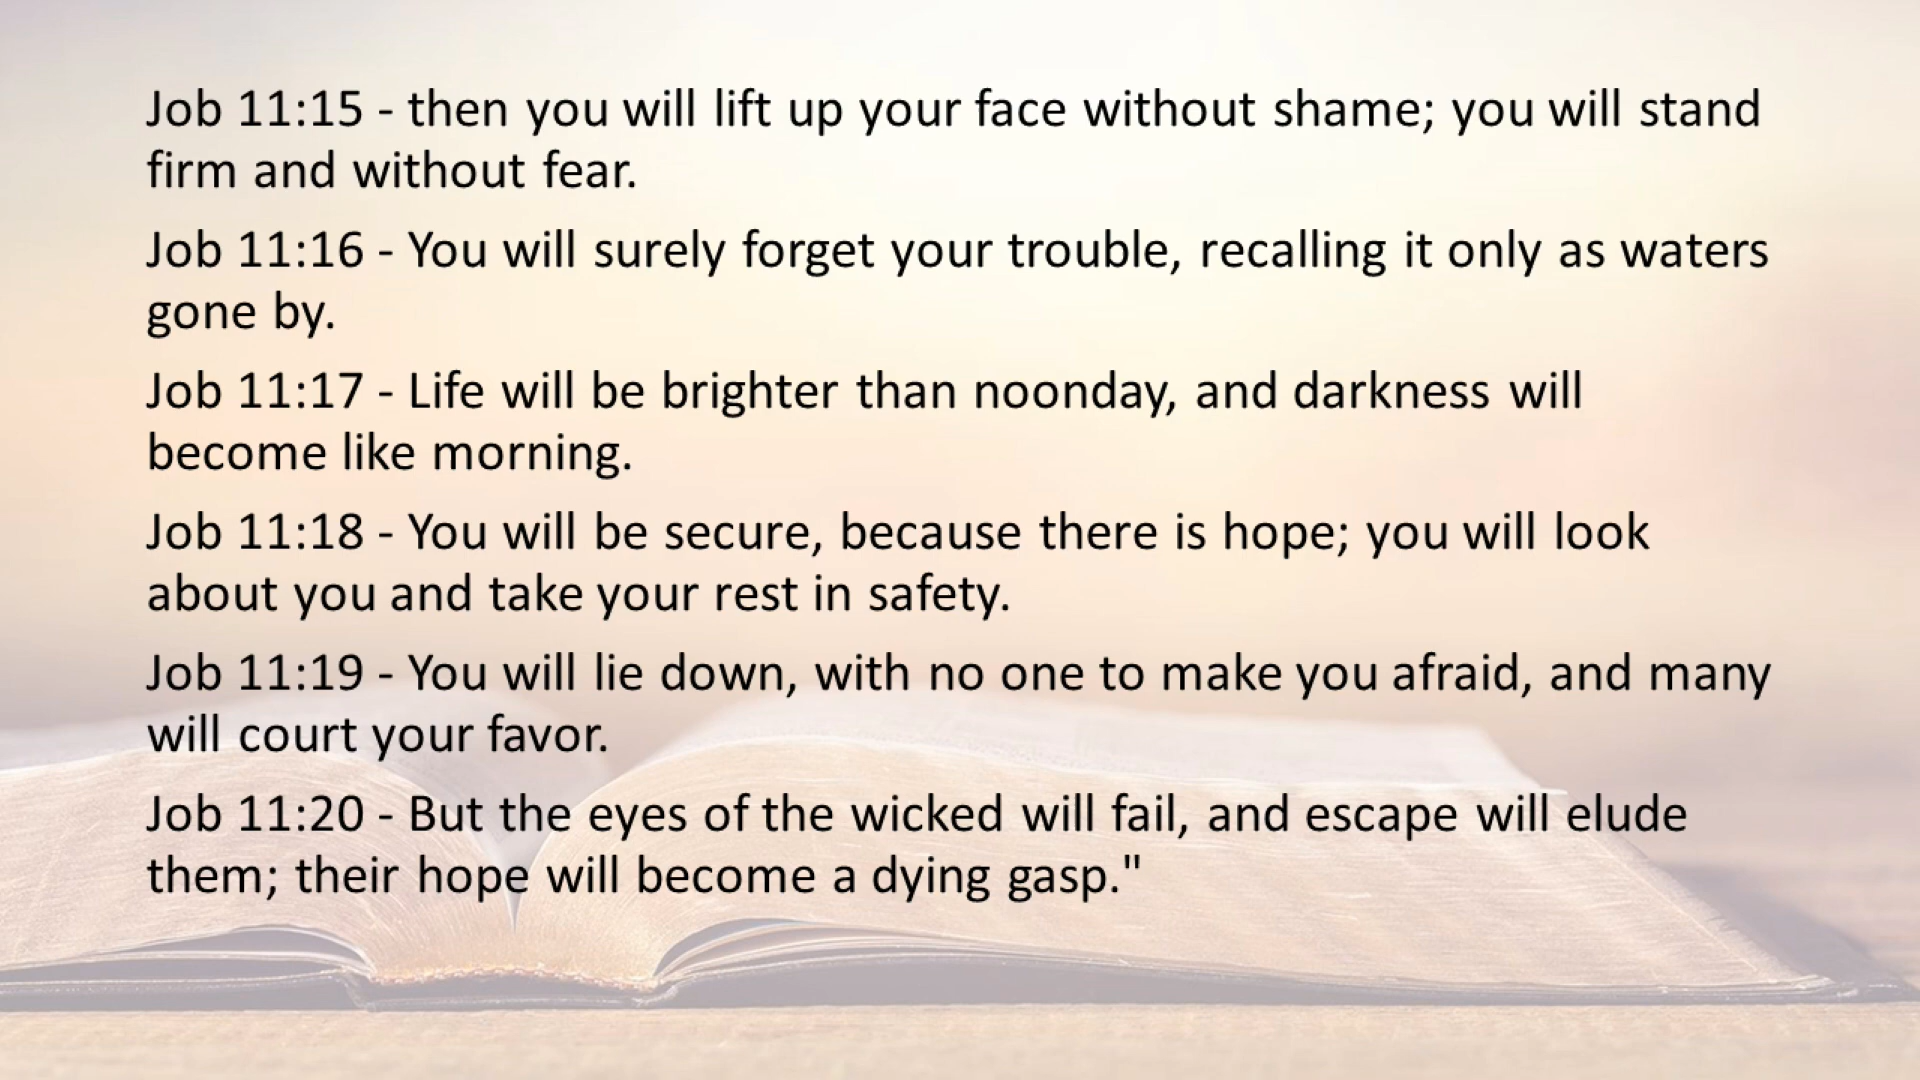 Job 11:15 - then you will lift up your face without shame; you will stand
firm and without fear.
Job 11:16 - You will surely forget your trouble, recalling it only as waters
gone by.
Job 11:17 - Life will be brighter than noonday, and darkness will
become like morning.
Job 11:18 - You will be secure, because there is hope; you will look
about you and take your rest in safety.
Job 11:19 - You will lie down, with no one to make you afraid, and many
will court your favor.
Job 11:20 - But the eyes of the wicked will fail, and escape will elude
them; their hope will become a dying gasp."